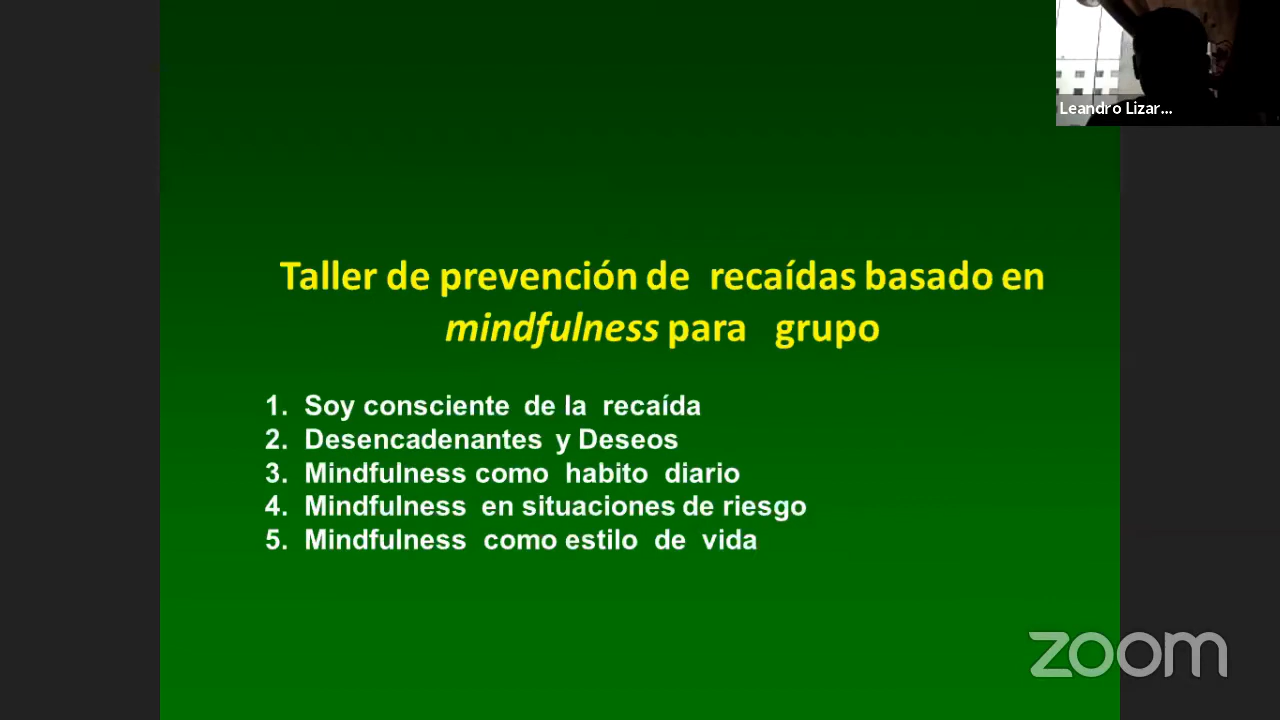 Leandro Lizar...
Taller de prevención de recaídas basado en
mindfulness para grupo
1. Soy consciente de la recaída
2. Desencadenantes y Deseos
3. Mindfulness como habito diario
4. Mindfulness en situaciones de riesgo
5. Mindfulness como estilo de vida
zoom